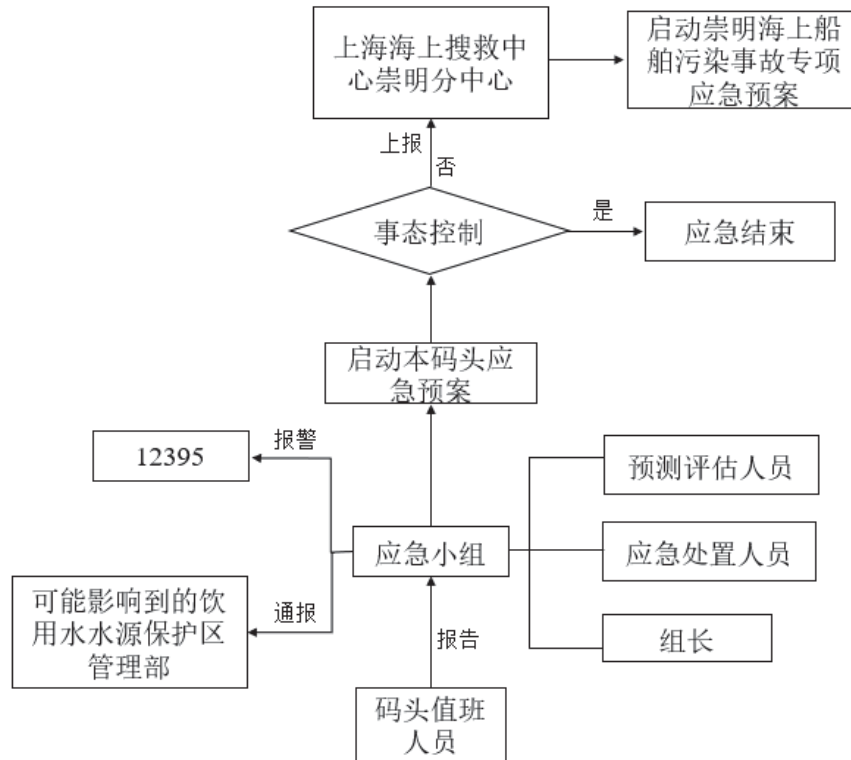 上海海上搜救中
心崇明分中心
启动崇明海上船
舶污染事故专项
应急预案
上报
否
事态控制
是
应急结束
启动本码头应
急预案
报警
12395
预测评估人员
应急小组
应急处置人员
可能影响到的饮
用水水源保护区
管理部
通报
报告
组长
码头值班
人员